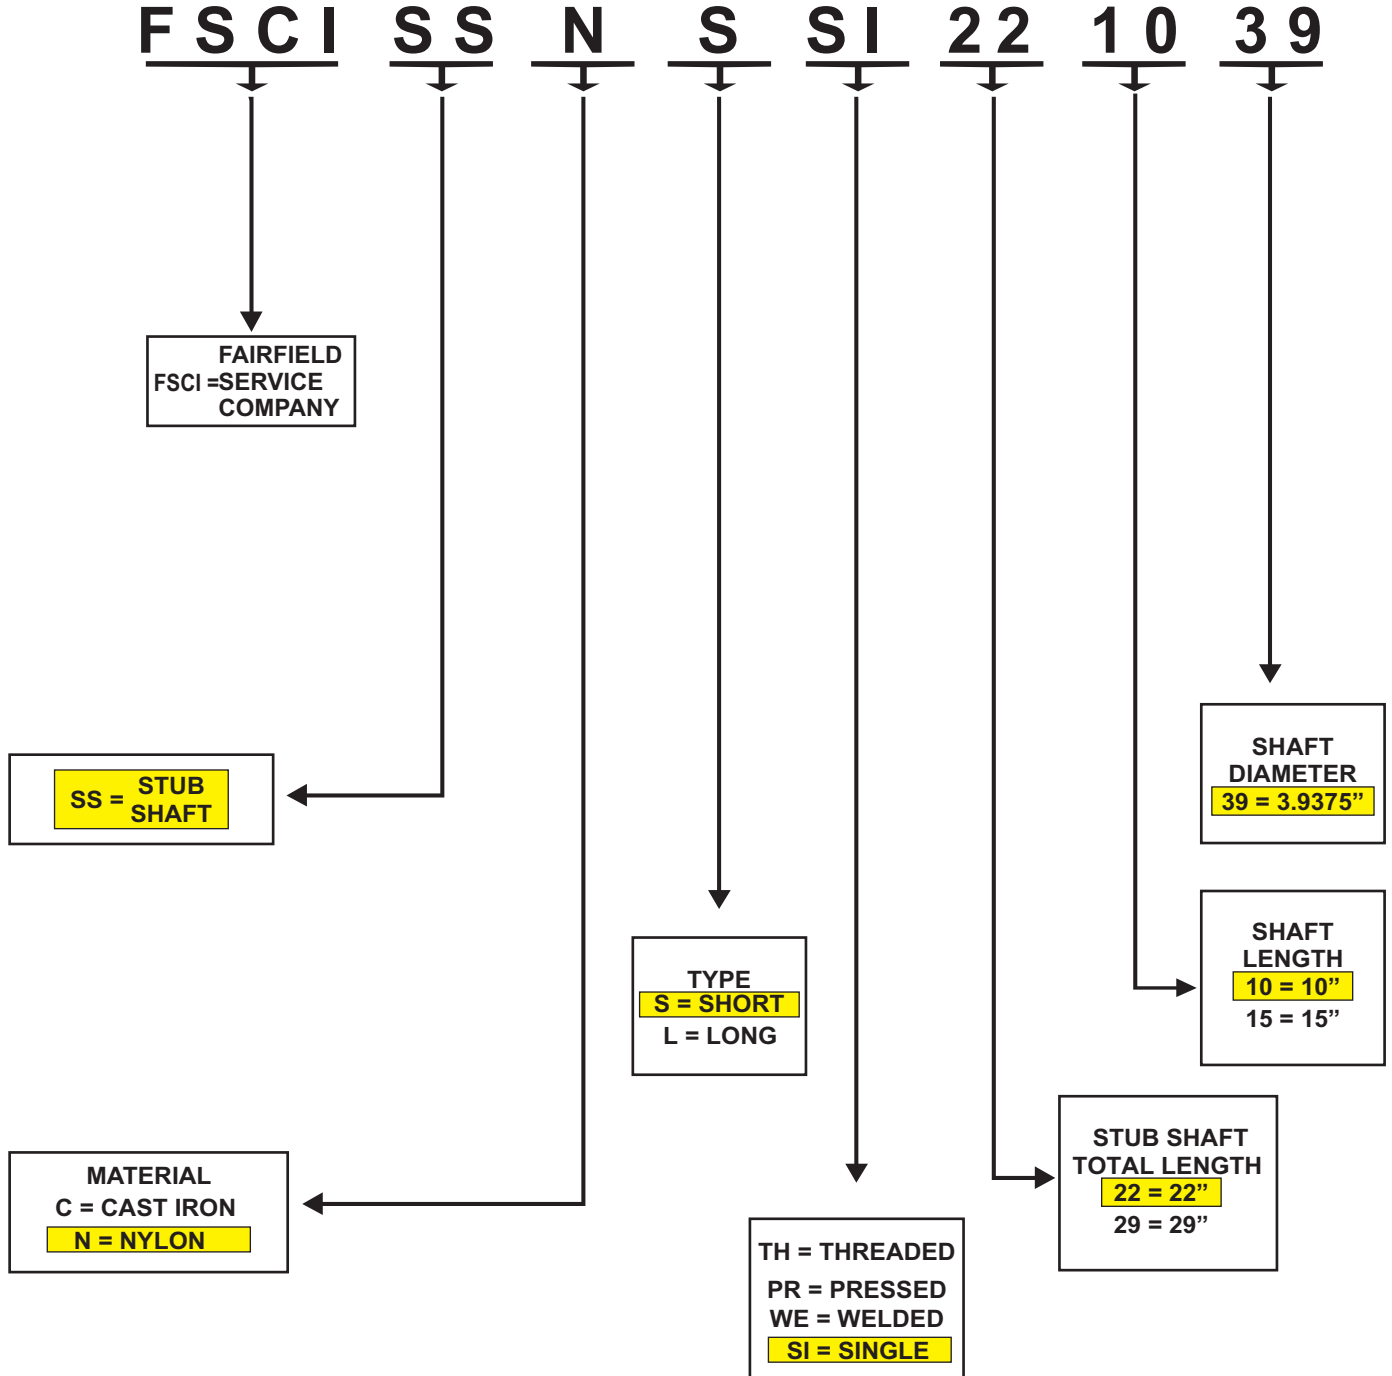 FSCI SS N S SI 22 10 39
FAIRFIELD
FSCI =SERVICE
COMPANY
SHAFT
DIAMETER
39 = 3.9375”
SS = STUB
SHAFT
SHAFT
LENGTH
10 = 10”
15 = 15”
TYPE
S = SHORT
L = LONG
STUB SHAFT
TOTAL LENGTH
22 = 22”
29 = 29”
MATERIAL
C = CAST IRON
N = NYLON
TH = THREADED
PR = PRESSED
WE = WELDED
SI = SINGLE